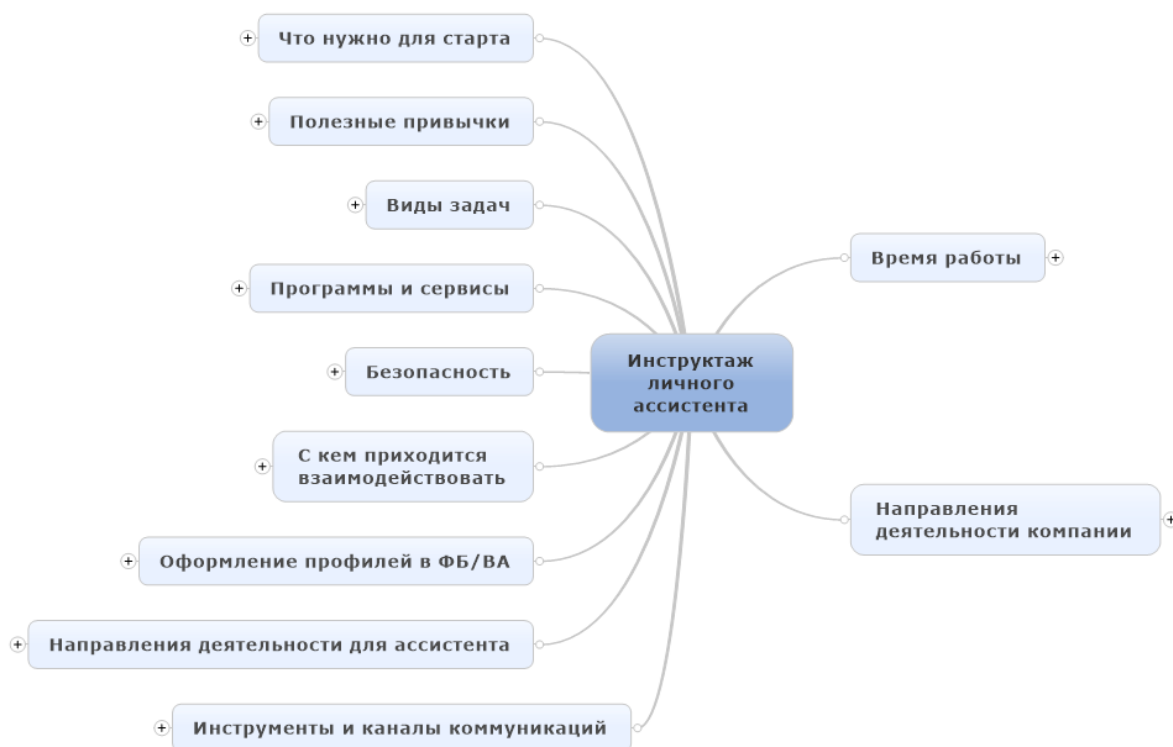 Что нужно для старта
Полезные привычки
Виды задач
Программы и сервисы
Безопасность
С кем приходится
взаимодействовать
Оформление профилей в ФБ/ВА
Направления деятельности для ассистента
Инструменты и каналы коммуникаций
Инструктаж
личного
ассистента
Время работы
Направления
деятельности компании